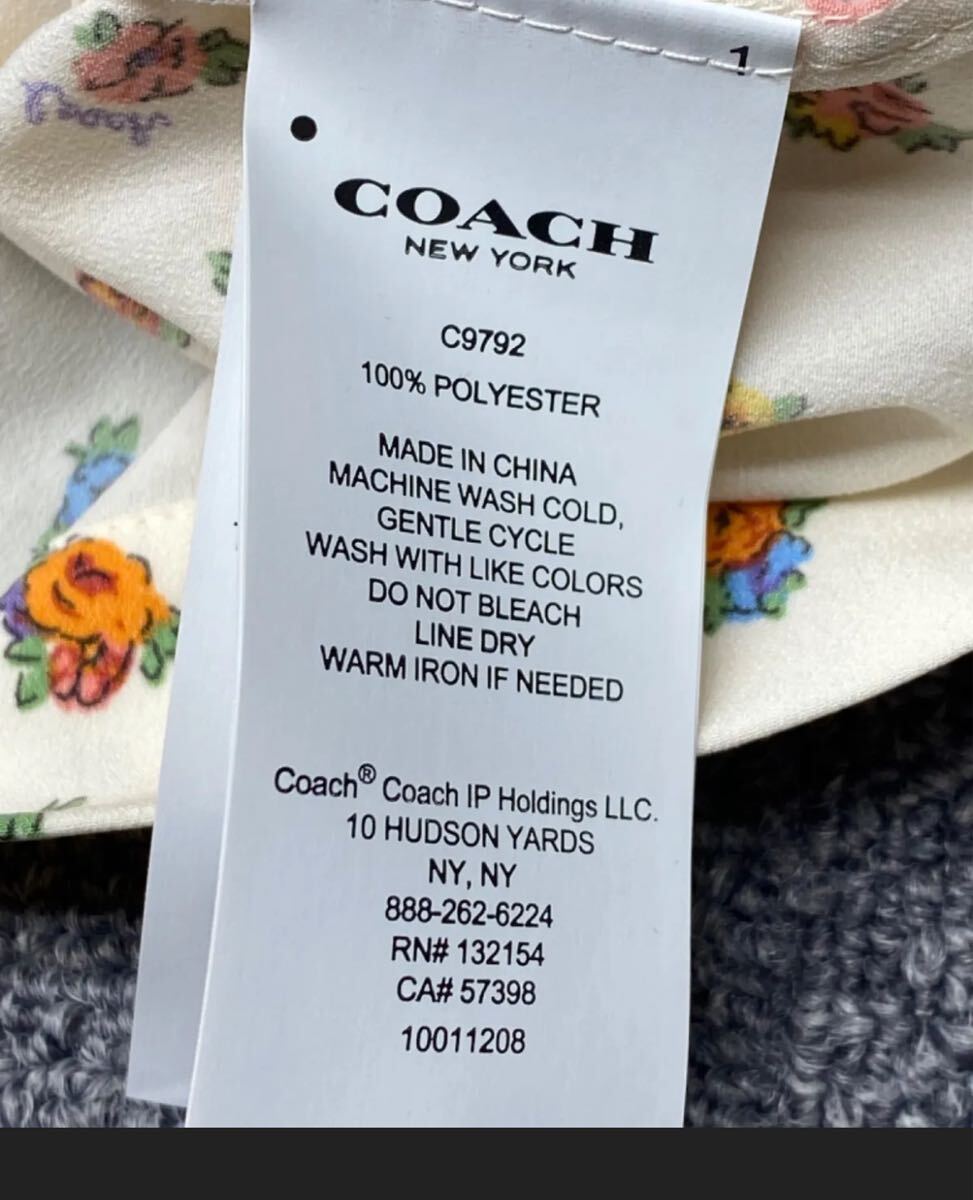 1
COACH
NEW YORK
C9792
100% POLYESTER
MADE IN CHINA
MACHINE WASH COLD,
GENTLE CYCLE
WASH WITH LIKE COLORS
DO NOT BLEACH
LINE DRY
WARM IRON IF NEEDED
Coach® Coach IP Holdings LLC.
10 HUDSON YARDS
NY, NY
888-262-6224
RN# 132154
CA# 57398
10011208